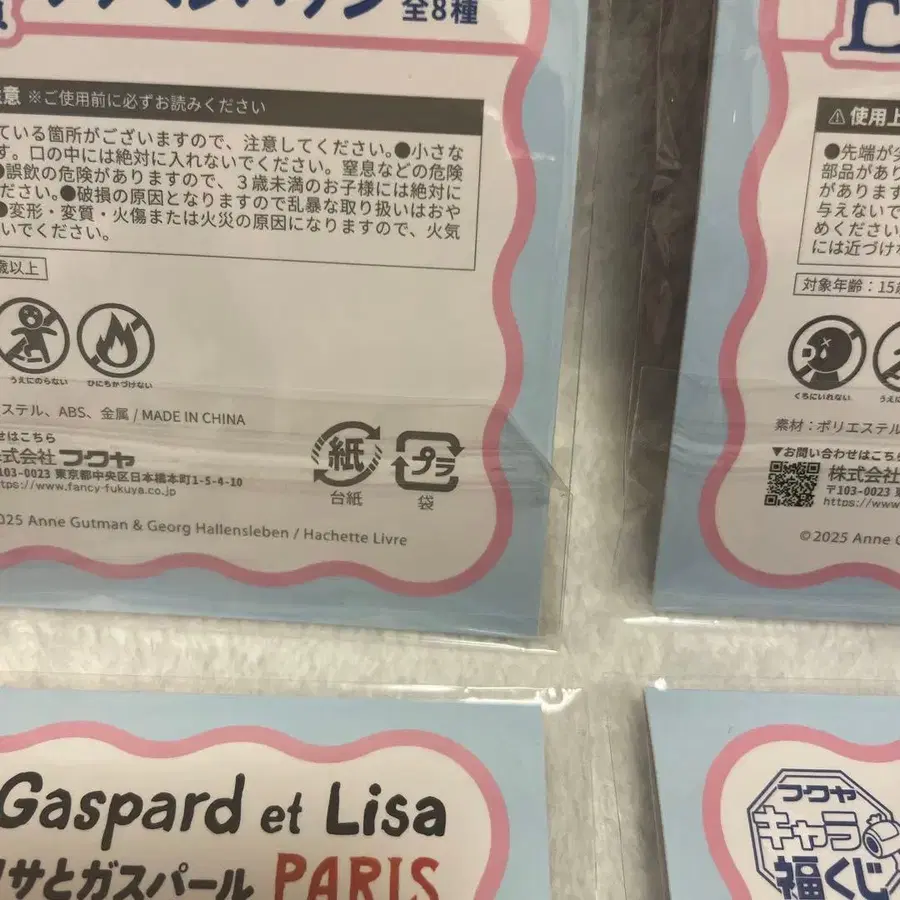 全8種
意 ※ご使用前に必ずお読みください
ている箇所がございますので、注意してください。●小さな
す。口の中には絶対に入れないでください。窒息などの危険
●誤飲の危険がありますので、３歳未満のお子様には絶対に
ださい。●破損の原因となりますので乱暴な取り扱いはおや
●変形・変質・火傷または火災の原因になりますので、火気
いでください。
歳以上
うえにのらない ひにちかづけない
ステル、ABS、金属 / MADE IN CHINA
せはこちら
式会社 フクヤ
103-0023 東京都中央区日本橋本町1-5-4-10
ps://www.fancy-fukuya.co.jp
紙
台紙
プラ
袋
025 Anne Gutman & Georg Hallensleben / Hachette Livre
⚠使用上
●先端が尖
部品があり
があります
与えないで
めください
には近づけ
対象年齢：15歳
くちにいれない
うえに
素材：ポリエステル
▼お問い合わせはこちら
株式会社
〒103-0023 東
https://www
©2025 Anne G
Gaspard et Lisa
リサとガスパール PARIS
フクヤ
キャラ
福くじ